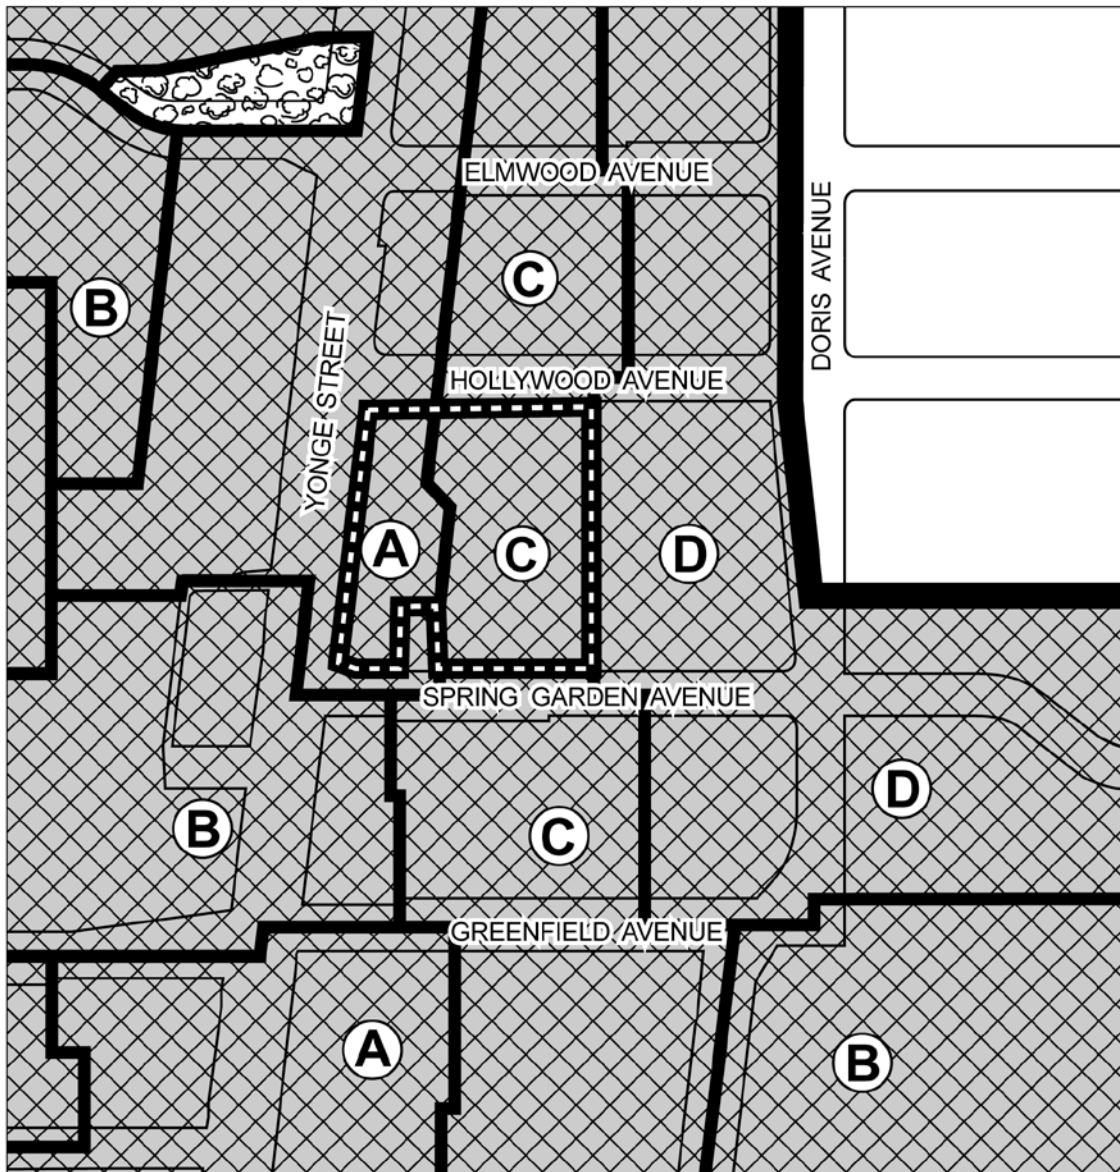 ELMWOOD AVENUE
DORIS AVENUE
C
B
YONGE STREET
HOLLYWOOD AVENUE
A
C
D
SPRING GARDEN AVENUE
D
B
C
GREENFIELD AVENUE
A
B